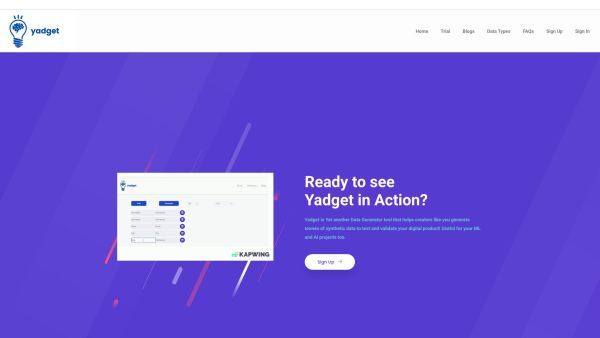 yadget
Home Trial Blogs Data Types FAQs Sign Up Sign In
yadget
KAPWING
Ready to see
Yadget in Action?
Yadget is Yet another Data Generator tool that helps creators like you generate
tonnes of synthetic data to test and validate your digital product! Useful for your ML
and AI projects too.
Sign Up